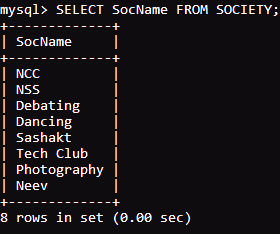 mysql> SELECT SocName FROM SOCIETY;
+-------------+
| SocName     |
+-------------+
| NCC         |
| NSS         |
| Debating    |
| Dancing     |
| Sashakt     |
| Tech Club   |
| Photography |
| Neev        |
+-------------+
8 rows in set (0.00 sec)